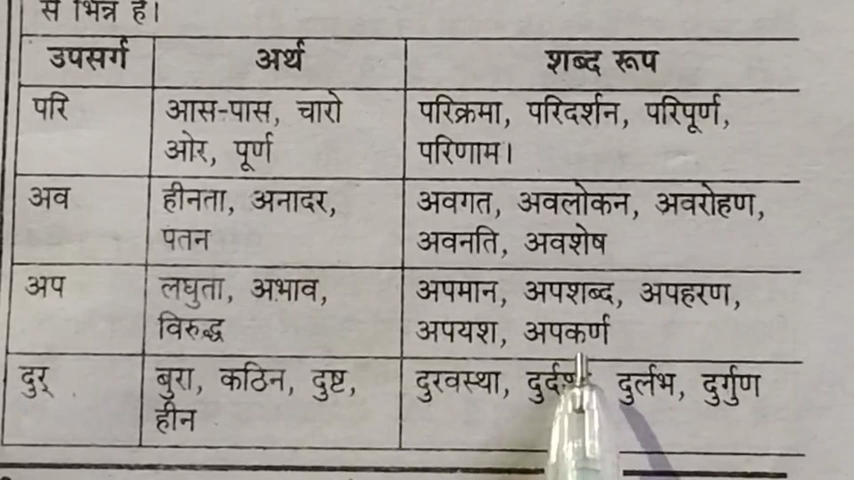 से भिन्न है।
उपसर्ग अर्थ शब्द रूप
परि आस-पास, चारो परिक्रमा, परिदर्शन, परिपूर्ण,
ओर, पूर्ण परिणाम।
अव हीनता, अनादर, अवगत, अवलोकन, अवरोहण,
पतन अवनति, अवशेष
अप लघुता, अभाव, अपमान, अपशब्द, अपहरण,
विरुद्ध अपयश, अपकर्ण
दुर् बुरा, कठिन, दुष्ट, दुरवस्था, दुर्लभ, दुर्गुण
हीन